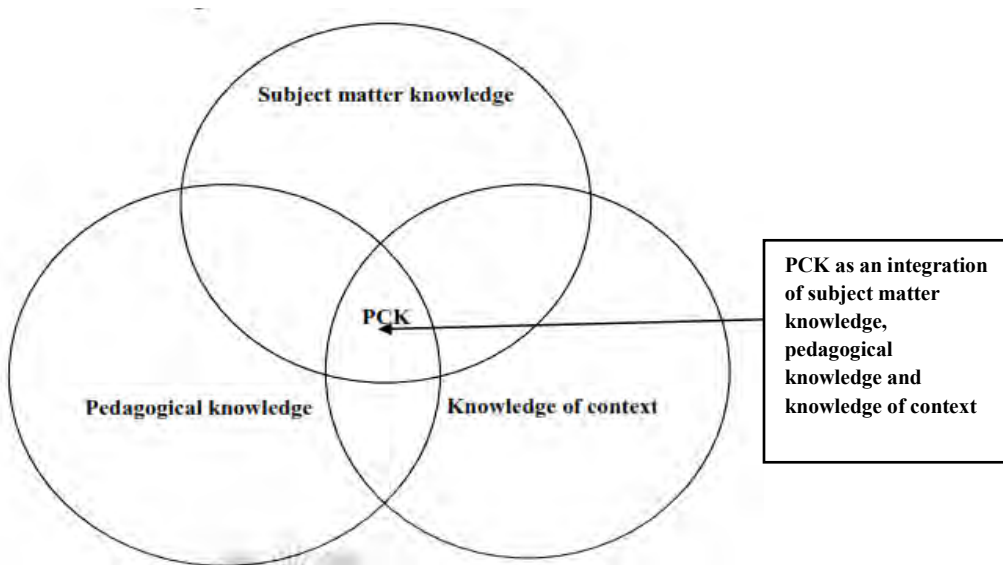 Subject matter knowledge
PCK
Pedagogical knowledge
Knowledge of context
PCK as an integration
of subject matter
knowledge,
pedagogical
knowledge and
knowledge of context